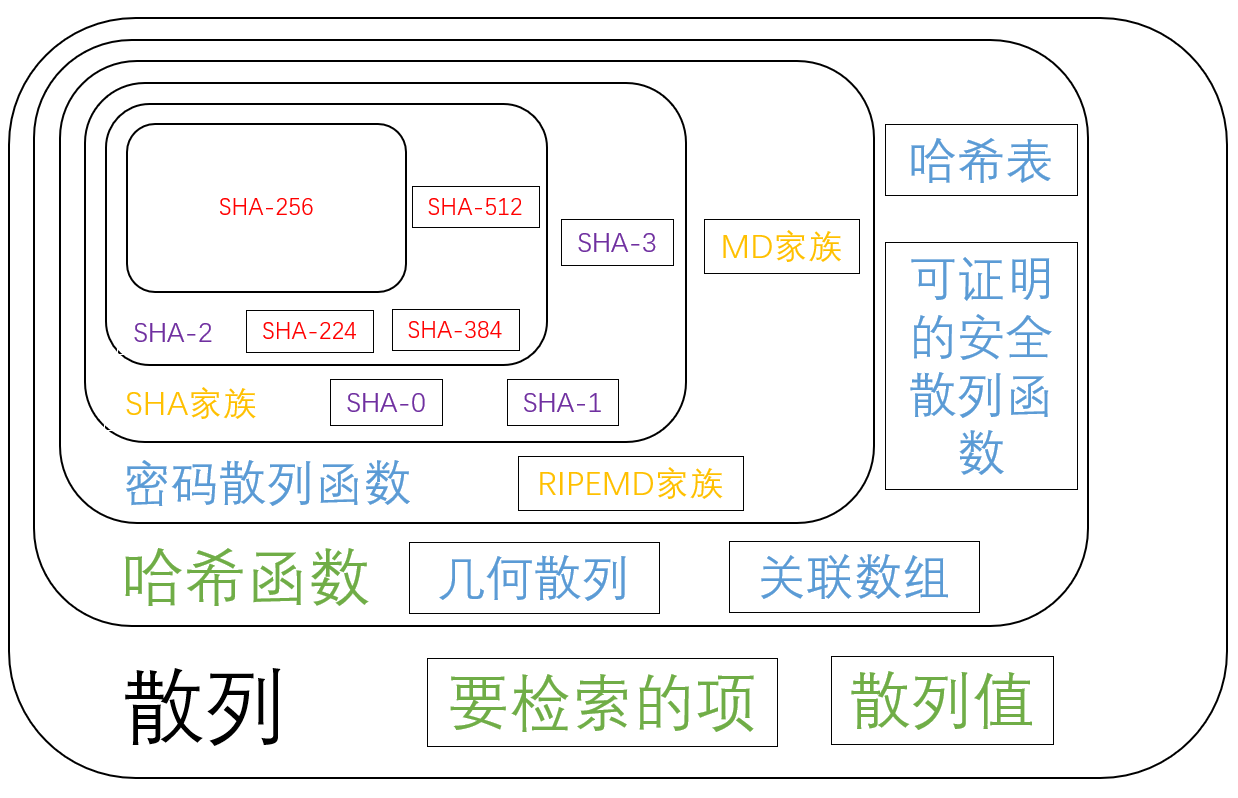 哈希表
SHA-256
SHA-512
SHA-3
MD家族
可证明
的安全
散列函
数
SHA-2
SHA-224
SHA-384
SHA家族
SHA-0
SHA-1
密码散列函数
RIPEMD家族
哈希函数
几何散列
关联数组
散列
要检索的项
散列值